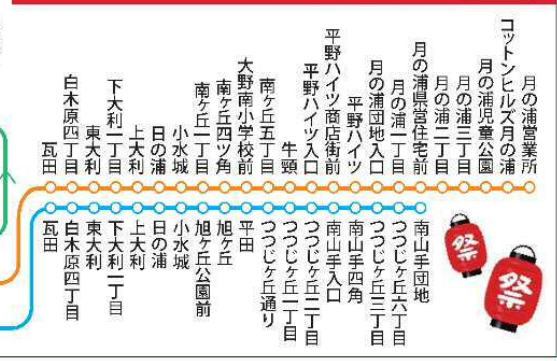 瓦田
白木原四丁目
東大利
下大利一丁目
上大利
日の浦
小水城
南ヶ丘一丁目
南ヶ丘四ツ角
大野南小学校前
南ヶ丘五丁目
牛頸
平野ハイツ入口
平野ハイツ商店街前
平野ハイツ
月の浦団地入口
月の浦一丁目
月の浦県営住宅前
月の浦二丁目
月の浦三丁目
月の浦児童公園
コットンヒルズ月の浦
月の浦営業所
瓦田
白木原四丁目
東大利
下大利一丁目
上大利
日の浦
小水城
旭ヶ丘公園前
旭ヶ丘
平田
つつじヶ丘通り
つつじヶ丘一丁目
つつじヶ丘二丁目
南山手入口
南山手四角
つつじヶ丘三丁目
つつじヶ丘六丁目
南山手団地
祭
祭